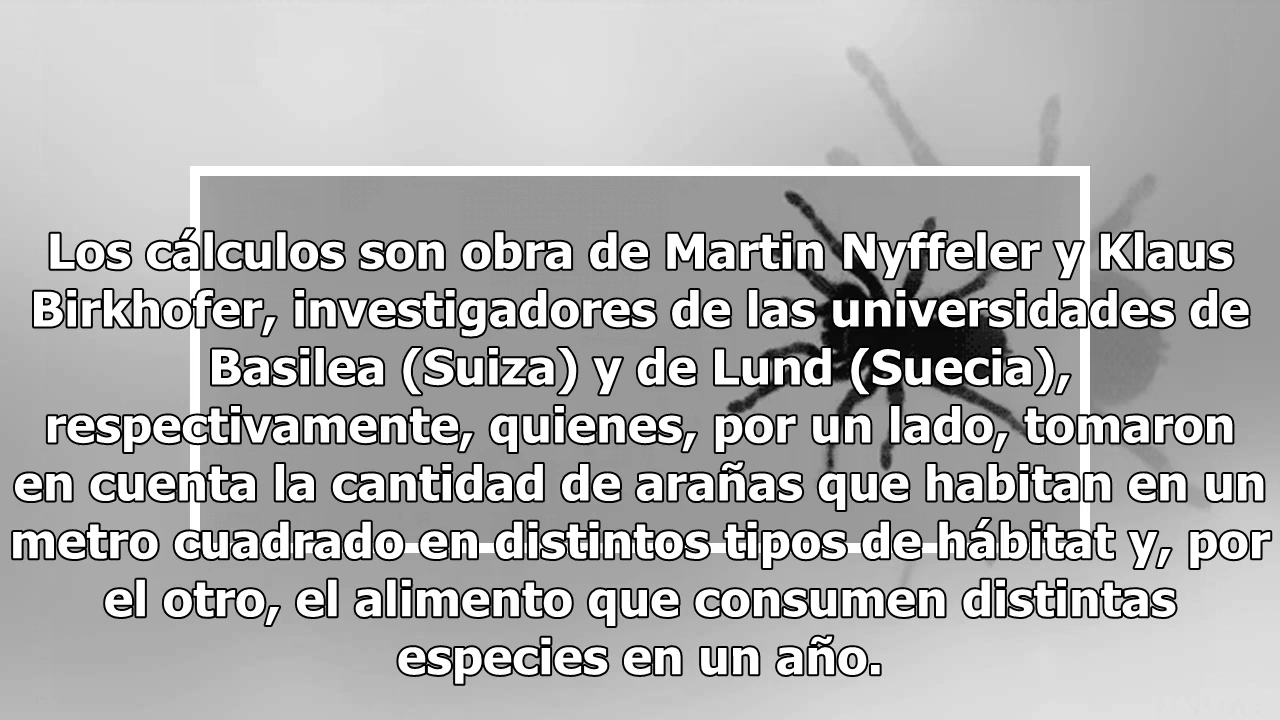 Los cálculos son obra de Martin Nyffeler y Klaus
Birkhofer, investigadores de las universidades de
Basilea (Suiza) y de Lund (Suecia),
respectivamente, quienes, por un lado, tomaron
en cuenta la cantidad de arañas que habitan en un
metro cuadrado en distintos tipos de hábitat y, por
el otro, el alimento que consumen distintas
especies en un año.